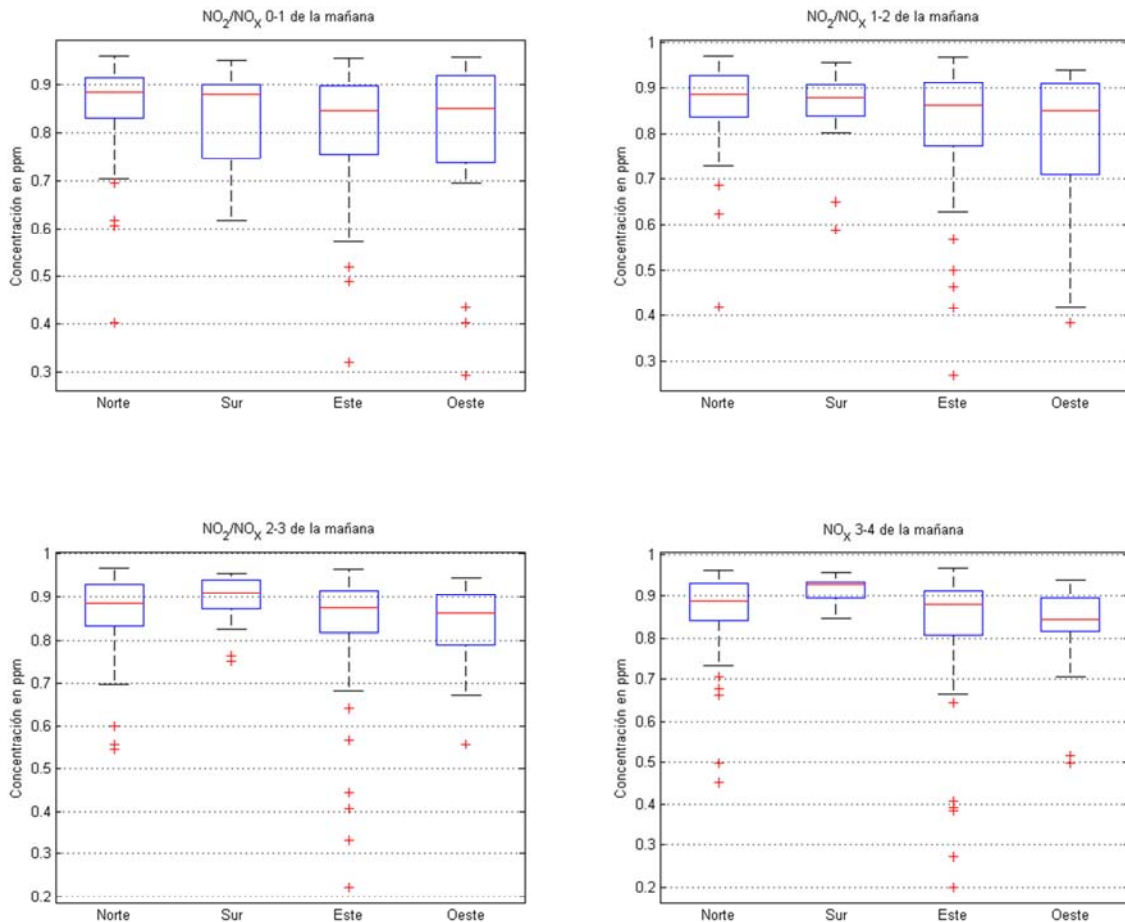 NO2/NOX 0-1 de la mañana
Concentración en ppm
0.9
0.8
0.7
0.6
0.5
0.4
0.3
Norte Sur Este Oeste
NO2/NOX 1-2 de la mañana
Concentración en ppm
1
0.9
0.8
0.7
0.6
0.5
0.4
0.3
Norte Sur Este Oeste
NO2/NOX 2-3 de la mañana
Concentración en ppm
1
0.9
0.8
0.7
0.6
0.5
0.4
0.3
0.2
Norte Sur Este Oeste
NOX 3-4 de la mañana
Concentración en ppm
1
0.9
0.8
0.7
0.6
0.5
0.4
0.3
0.2
Norte Sur Este Oeste